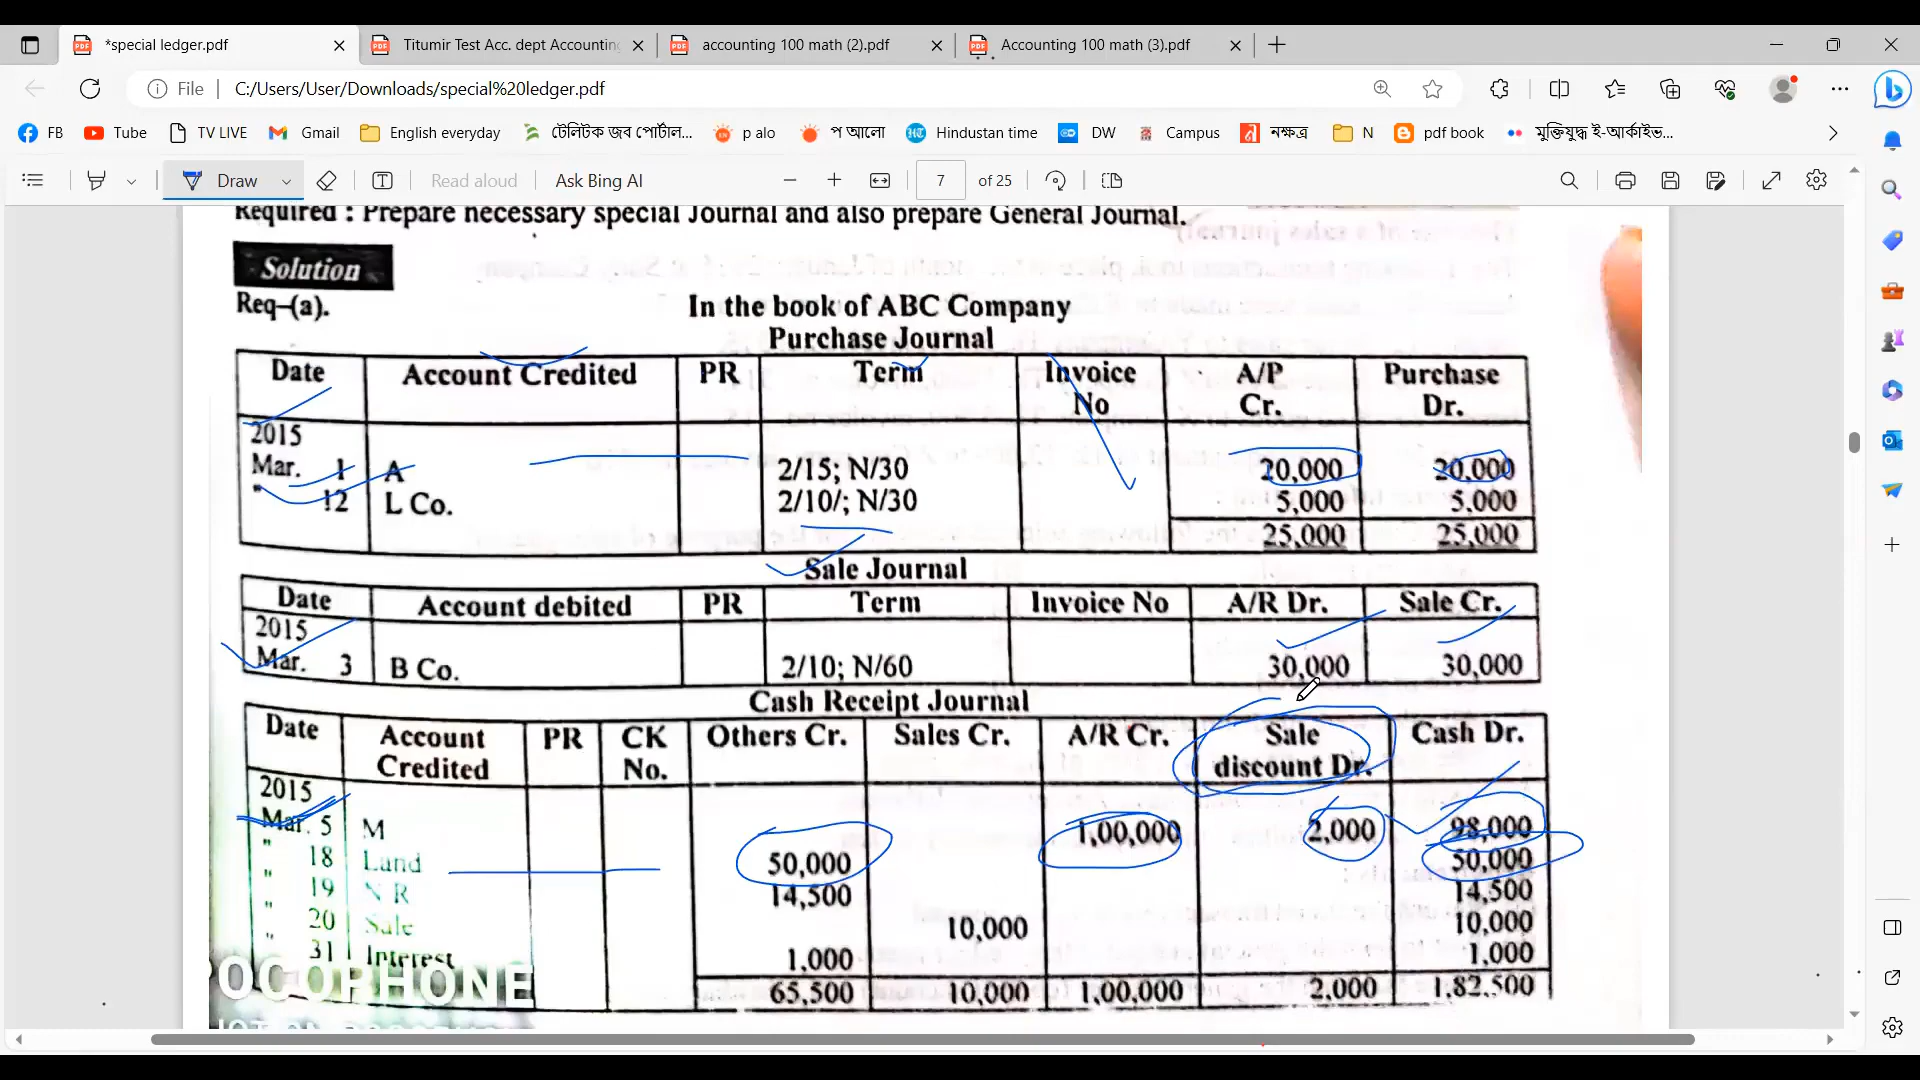 *special ledger.pdf
Titumir Test Acc. dept Accounting
accounting 100 math (2).pdf
Accounting 100 math (3).pdf
File C:/Users/User/Downloads/special%20ledger.pdf
FB Tube TV LIVE Gmail English everyday টেলিটক জব পোর্টাল... p alo প আলো Hindustan time DW Campus নক্ষত্র N pdf book মুক্তিযুদ্ধ ই-আর্কাইভ...
Draw Read aloud Ask Bing AI 7 of 25
Required : Prepare necessary special Journal and also prepare General Journal.
Solution
Req-(a).
In the book of ABC Company
Purchase Journal
Date Account Credited PR Term Invoice No A/P Cr. Purchase Dr.
2015
Mar. 1 A 2/15; N/30 20,000 20,000
" 12 L Co. 2/10/; N/30 5,000 5,000
25,000 25,000
Sale Journal
Date Account debited PR Term Invoice No A/R Dr. Sale Cr.
2015
Mar. 3 B Co. 2/10; N/60 30,000 30,000
Cash Receipt Journal
Date Account Credited PR CK No. Others Cr. Sales Cr. A/R Cr. Sale discount Dr. Cash Dr.
2015
Mar. 5 M 1,00,000 2,000 98,000
" 18 Land 50,000 50,000
" 19 N R 14,500 14,500
" 20 Sale 10,000 10,000
" 31 Interest 1,000 1,000
65,500 10,000 1,00,000 2,000 1,82,500
POCOPHONE